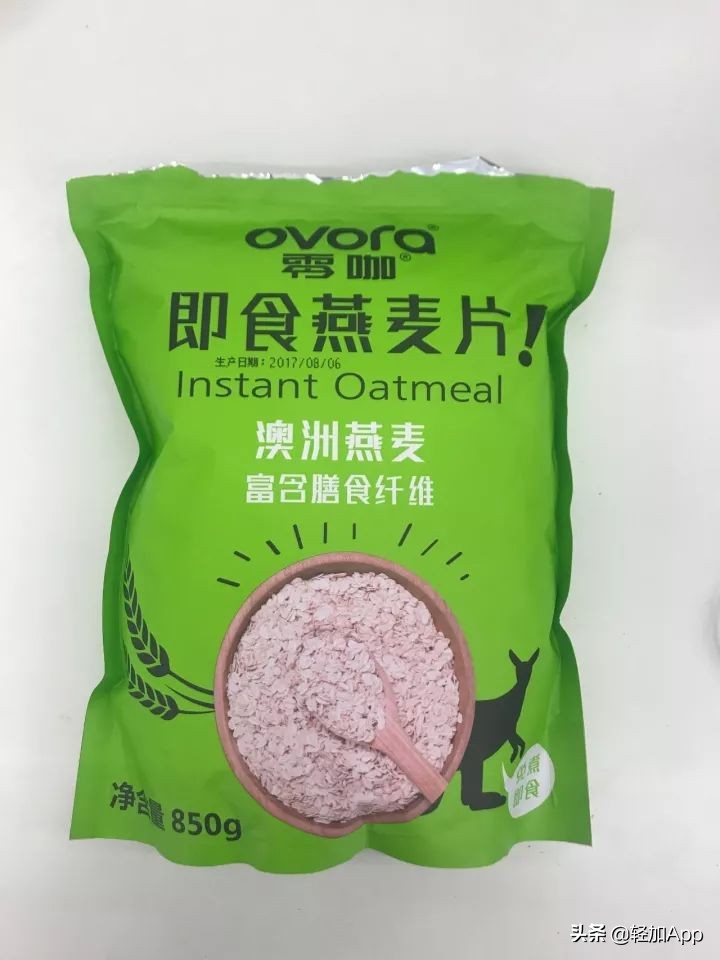 ovora®
零咖®
即食燕麦片!
生产日期:2017/08/06
Instant Oatmeal
澳洲燕麦
富含膳食纤维
免煮
即食
净含量 850g
头条 @轻加App